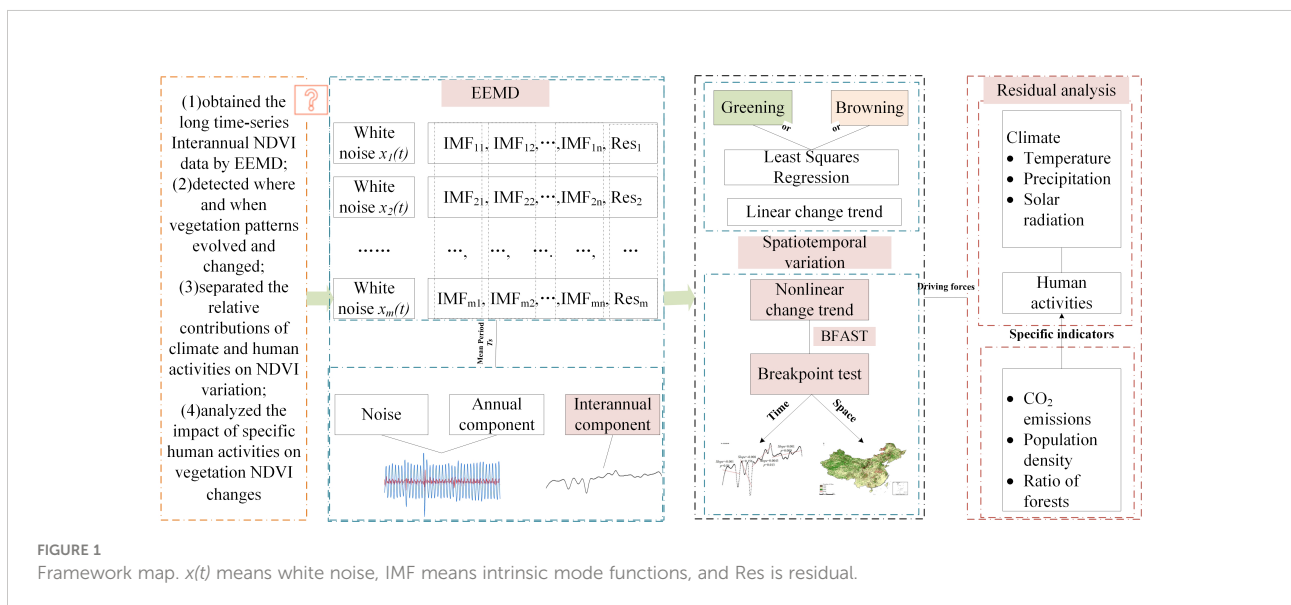 (1)obtained the
long time-series
Interannual NDVI
data by EEMD;
(2)detected where
and when
vegetation patterns
evolved and
changed;
(3)separated the
relative
contributions of
climate and human
activities on NDVI
variation;
(4)analyzed the
impact of specific
human activities on
vegetation NDVI
changes
?
EEMD
White
noise x1(t)
IMF11, IMF12, ···,IMF1n, Res1
White
noise x2(t)
IMF21, IMF22, ···,IMF2n, Res2
······
···, ···, ···. ···, ···
White
noise xm(t)
IMFm1, IMFm2,···,IMFmn, Resm
Mean Period
Ts
Noise
Annual
component
Interannual
component
Greening
Browning
or
or
Least Squares
Regression
Linear change trend
Spatiotemporal
variation
Nonlinear
change trend
BFAST
Breakpoint test
Time
Space
Driving forces
Residual analysis
Climate
● Temperature
● Precipitation
● Solar
radiation
Human
activities
Specific indicators
● CO2
emissions
● Population
density
● Ratio of
forests
FIGURE 1
Framework map. x(t) means white noise, IMF means intrinsic mode functions, and Res is residual.